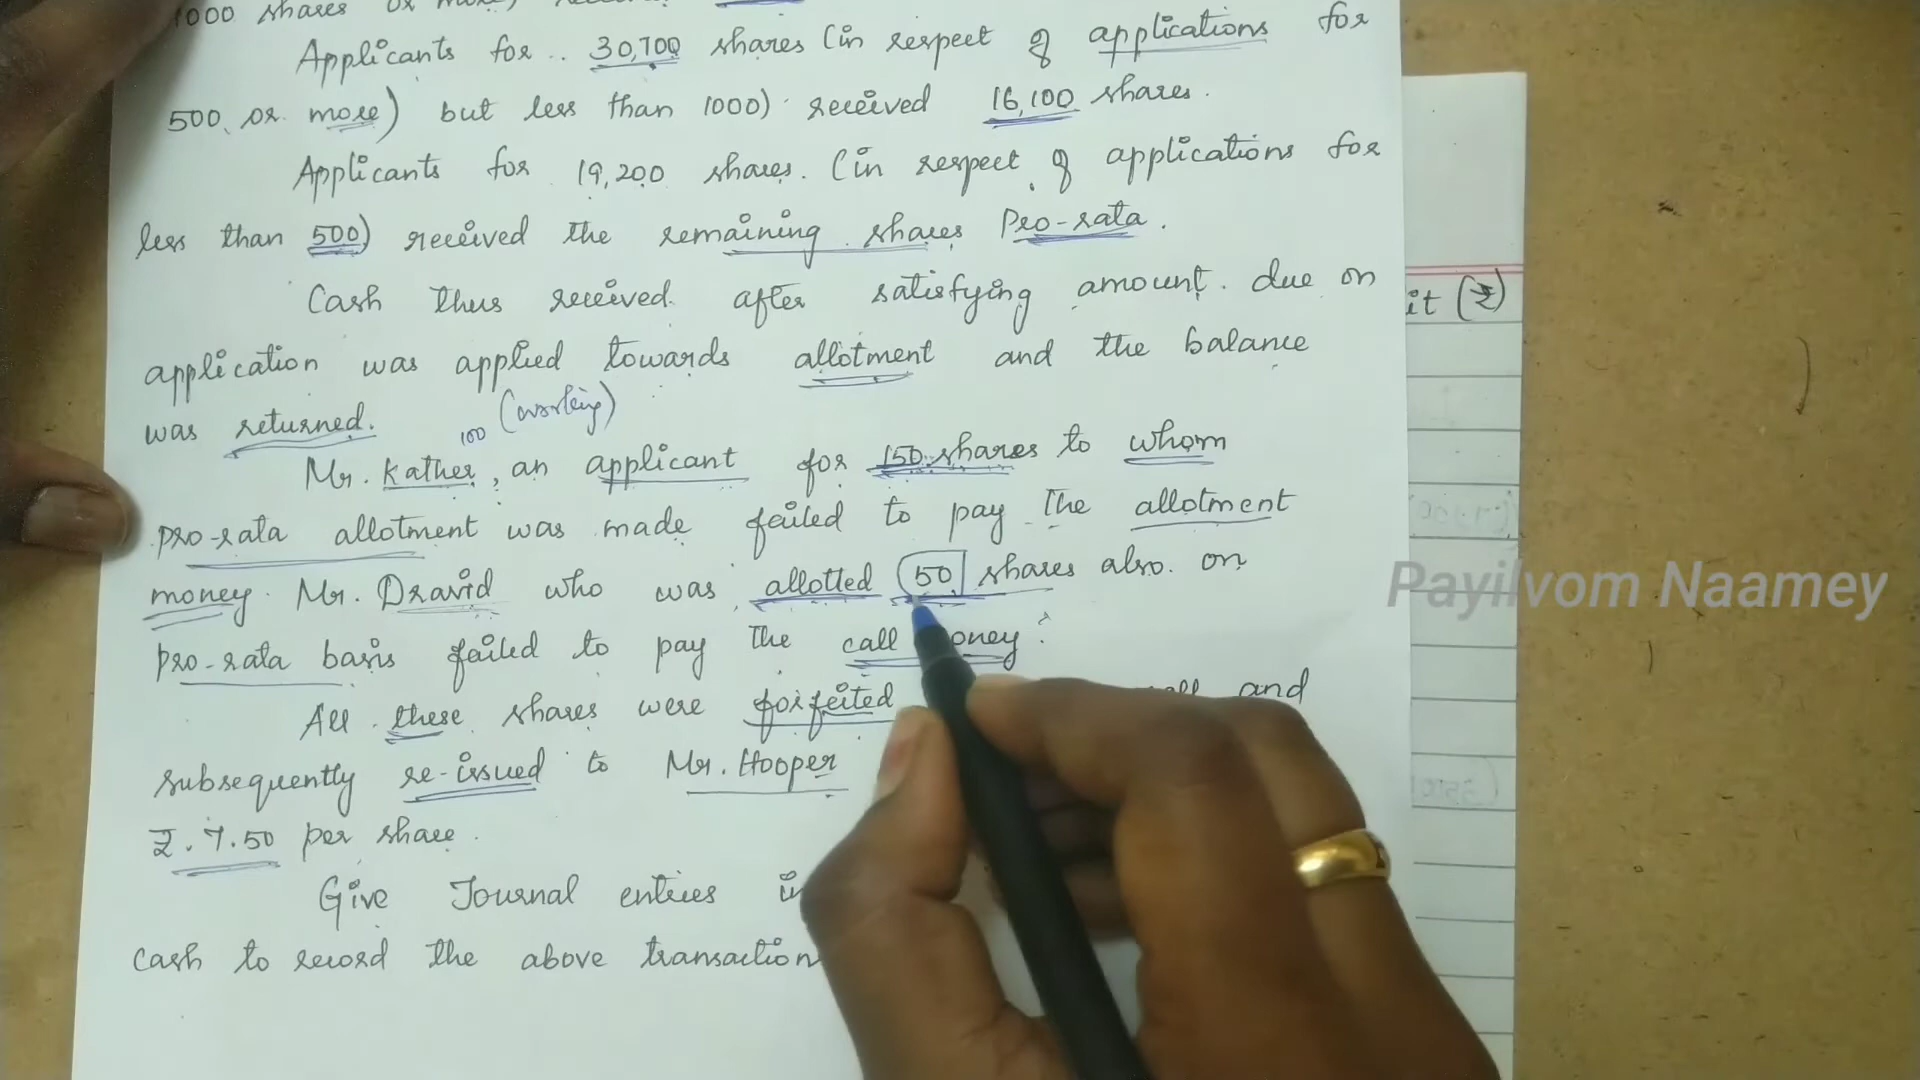 1000 shares or more) 
Applicants for .. 30,700 shares (in respect of applications for
500, or more) but less than 1000) received 16,100 shares.
Applicants for 19,200 shares. (in respect of applications for
less than 500) received the remaining shares Pro-rata.
Cash thus received after satisfying amount due on
it (₹)
application was applied towards allotment and the balance
was returned. 100 (working)
Mr. Kather, an applicant for 150 shares to whom
pro-rata allotment was made failed to pay the allotment
money. Mr. Dravid who was allotted 50 shares also on
Payilvom Naamey
pro-rata basis failed to pay the call money.
All these shares were forfeited and
subsequently re-issued to Mr. Hooper
₹. 7.50 per share.
Give Journal entries in
cash to record the above transaction